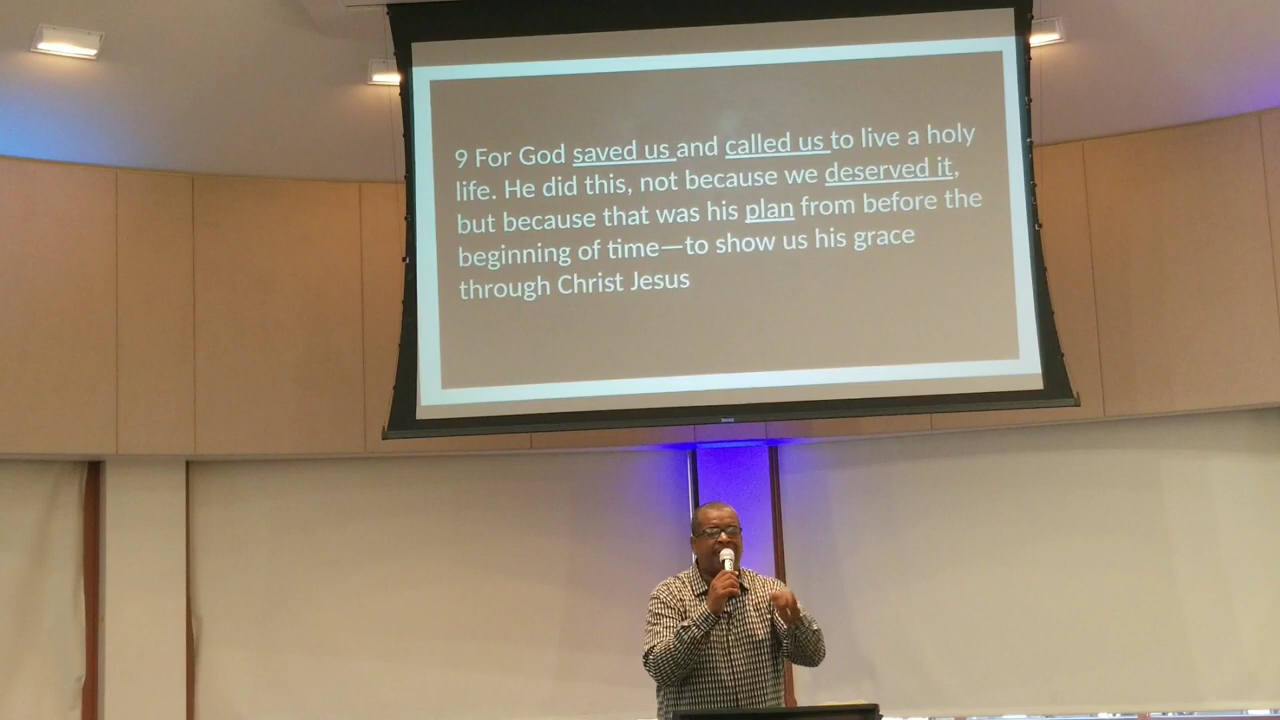 9 For God saved us and called us to live a holy
life. He did this, not because we deserved it,
but because that was his plan from before the
beginning of time—to show us his grace
through Christ Jesus